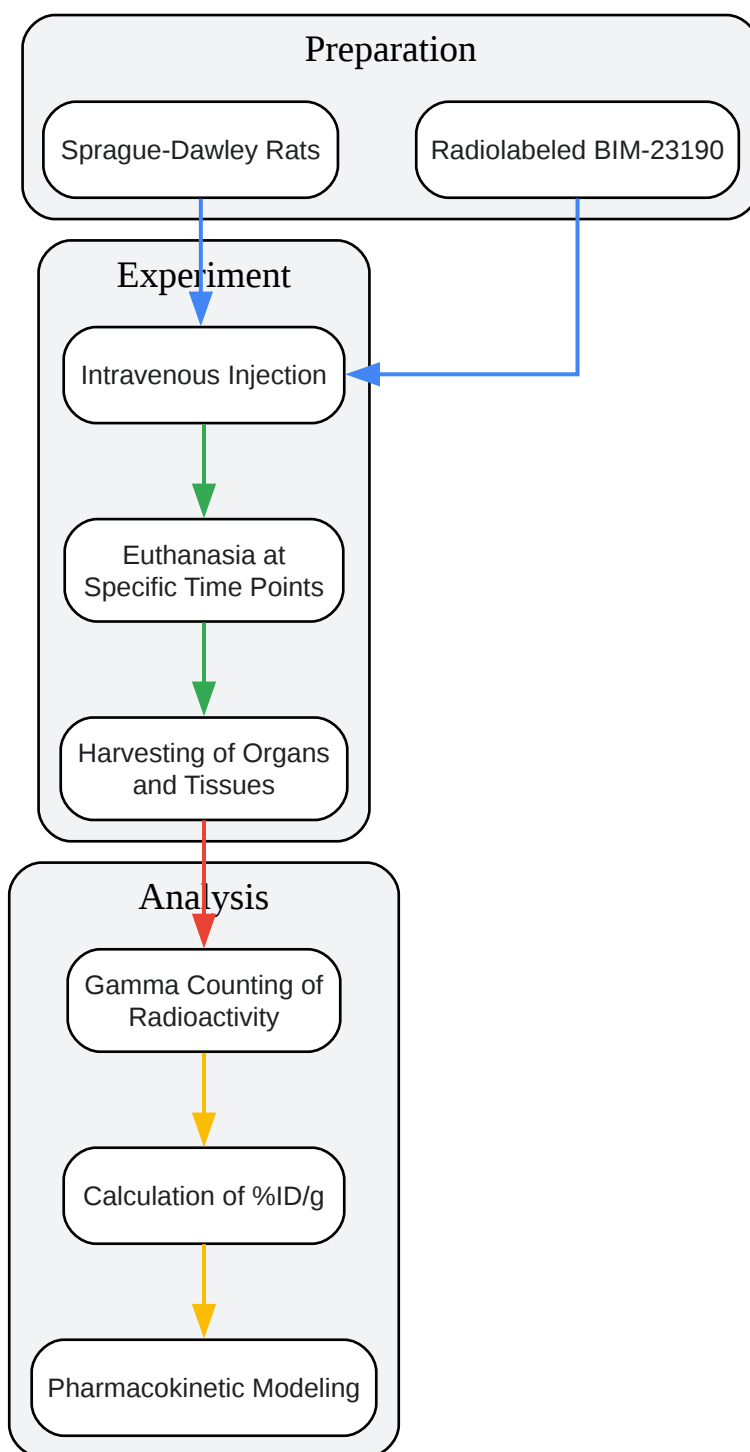 Preparation
Sprague-Dawley Rats
Radiolabeled BIM-23190
Experiment
Intravenous Injection
Euthanasia at
Specific Time Points
Harvesting of Organs
and Tissues
Analysis
Gamma Counting of
Radioactivity
Calculation of %ID/g
Pharmacokinetic Modeling